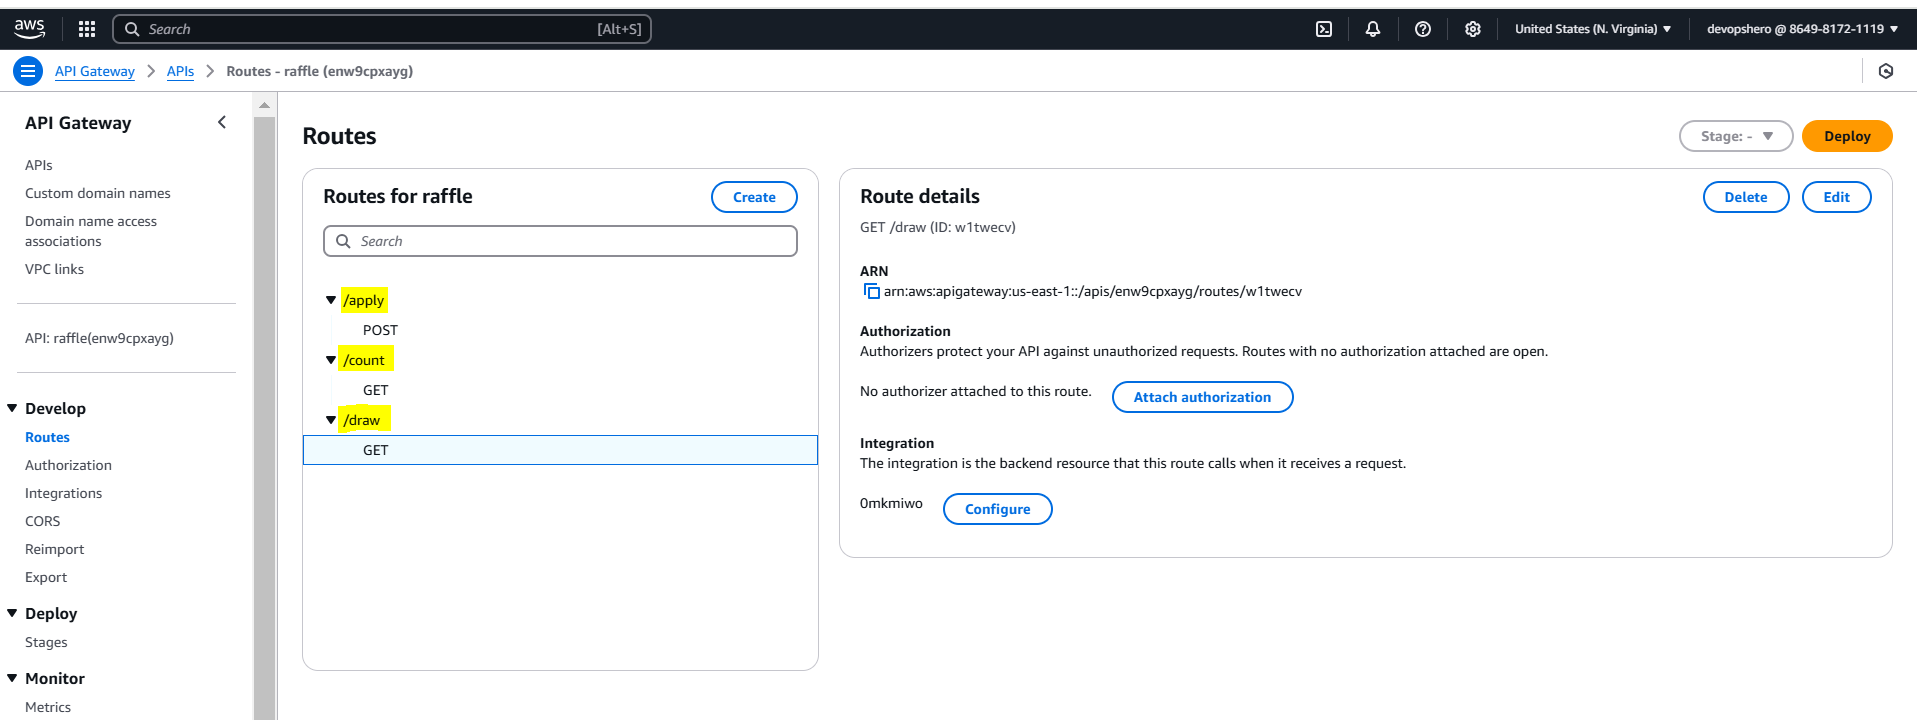 aws
Search [Alt+S]
United States (N. Virginia)
devopshero @ 8649-8172-1119
API Gateway
APIs
Routes - raffle (enw9cpxayg)
API Gateway
APIs
Custom domain names
Domain name access
associations
VPC links
API: raffle(enw9cpxayg)
Develop
Routes
Authorization
Integrations
CORS
Reimport
Export
Deploy
Stages
Monitor
Metrics
Routes
Stage: -
Deploy
Routes for raffle
Create
Search
/apply
POST
/count
GET
/draw
GET
Route details
Delete
Edit
GET /draw (ID: w1twecv)
ARN
arn:aws:apigateway:us-east-1::/apis/enw9cpxayg/routes/w1twecv
Authorization
Authorizers protect your API against unauthorized requests. Routes with no authorization attached are open.
No authorizer attached to this route.
Attach authorization
Integration
The integration is the backend resource that this route calls when it receives a request.
0mkmiwo
Configure